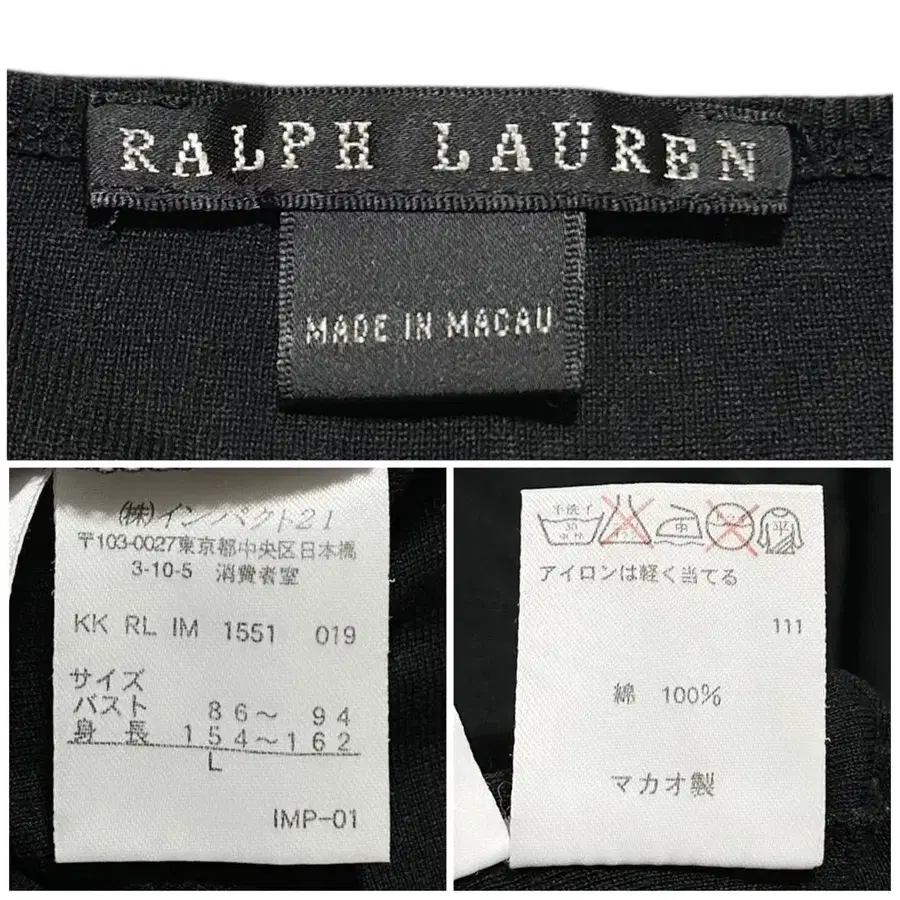 RALPH LAUREN
MADE IN MACAU
(株)インパクト21
〒103-0027東京都中央区日本橋
3-10-5 消費者室
KK RL IM 1551 019
サイズ
バスト 86〜94
身長 154〜162
L
IMP-01
手洗イ
30
中性
中
平
アイロンは軽く当てる
111
綿 100%
マカオ製